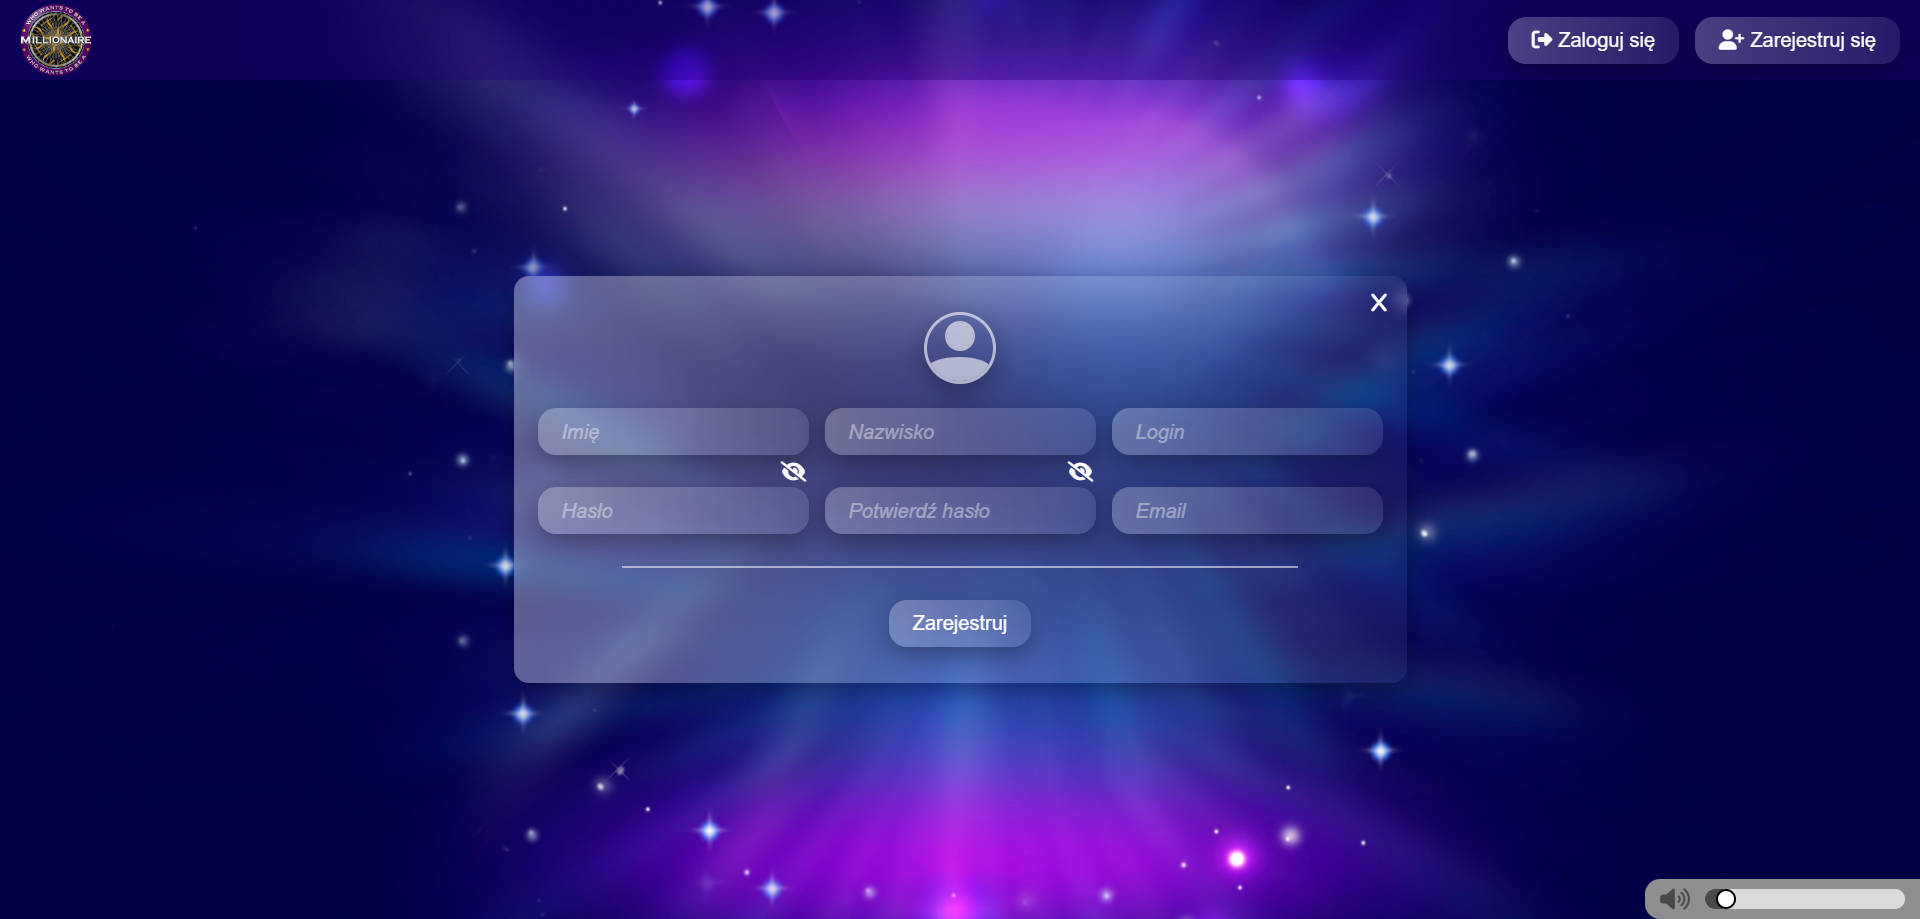 WHO WANTS TO BE A
MILLIONAIRE
WHO WANTS TO BE A
Zaloguj się
Zarejestruj się
X
Imię
Nazwisko
Login
Hasło
Potwierdź hasło
Email
Zarejestruj